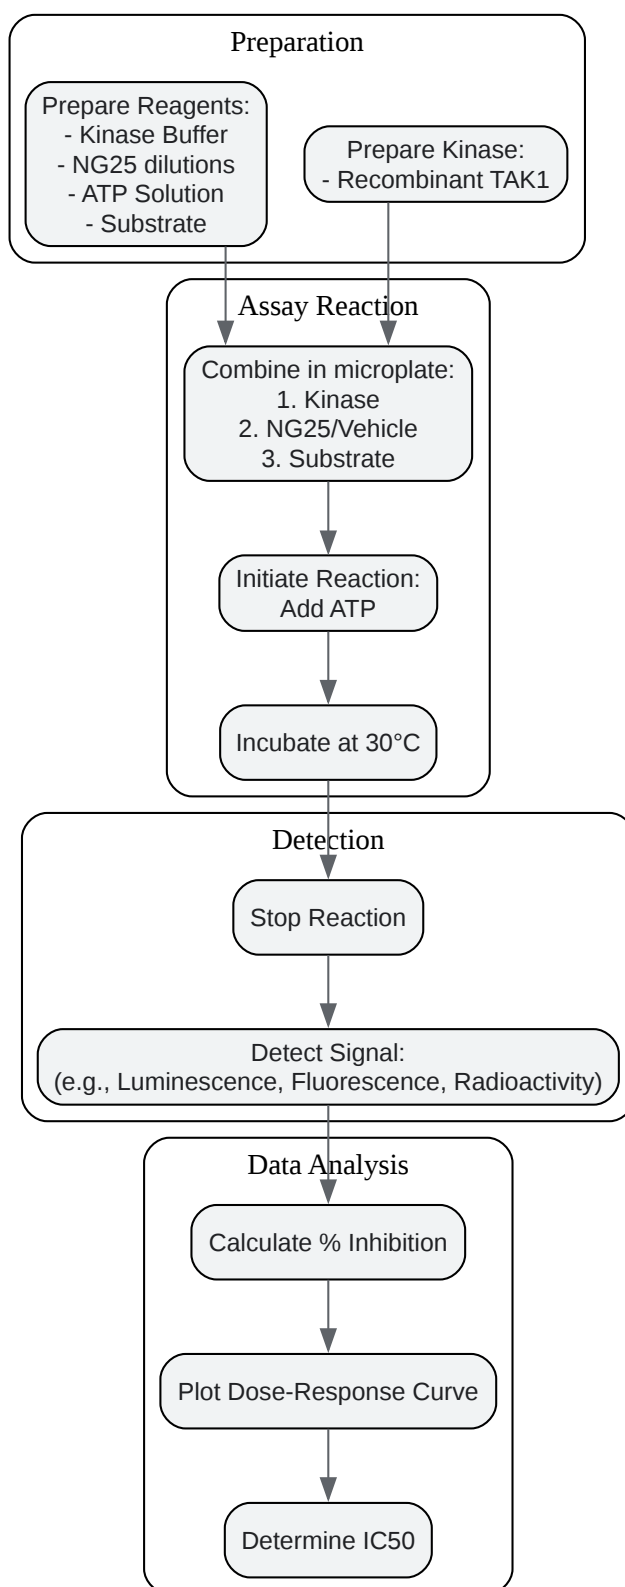 Preparation
Prepare Reagents:
- Kinase Buffer
- NG25 dilutions
- ATP Solution
- Substrate
Prepare Kinase:
- Recombinant TAK1
Assay Reaction
Combine in microplate:
1. Kinase
2. NG25/Vehicle
3. Substrate
Initiate Reaction:
Add ATP
Incubate at 30°C
Detection
Stop Reaction
Detect Signal:
(e.g., Luminescence, Fluorescence, Radioactivity)
Data Analysis
Calculate % Inhibition
Plot Dose-Response Curve
Determine IC50